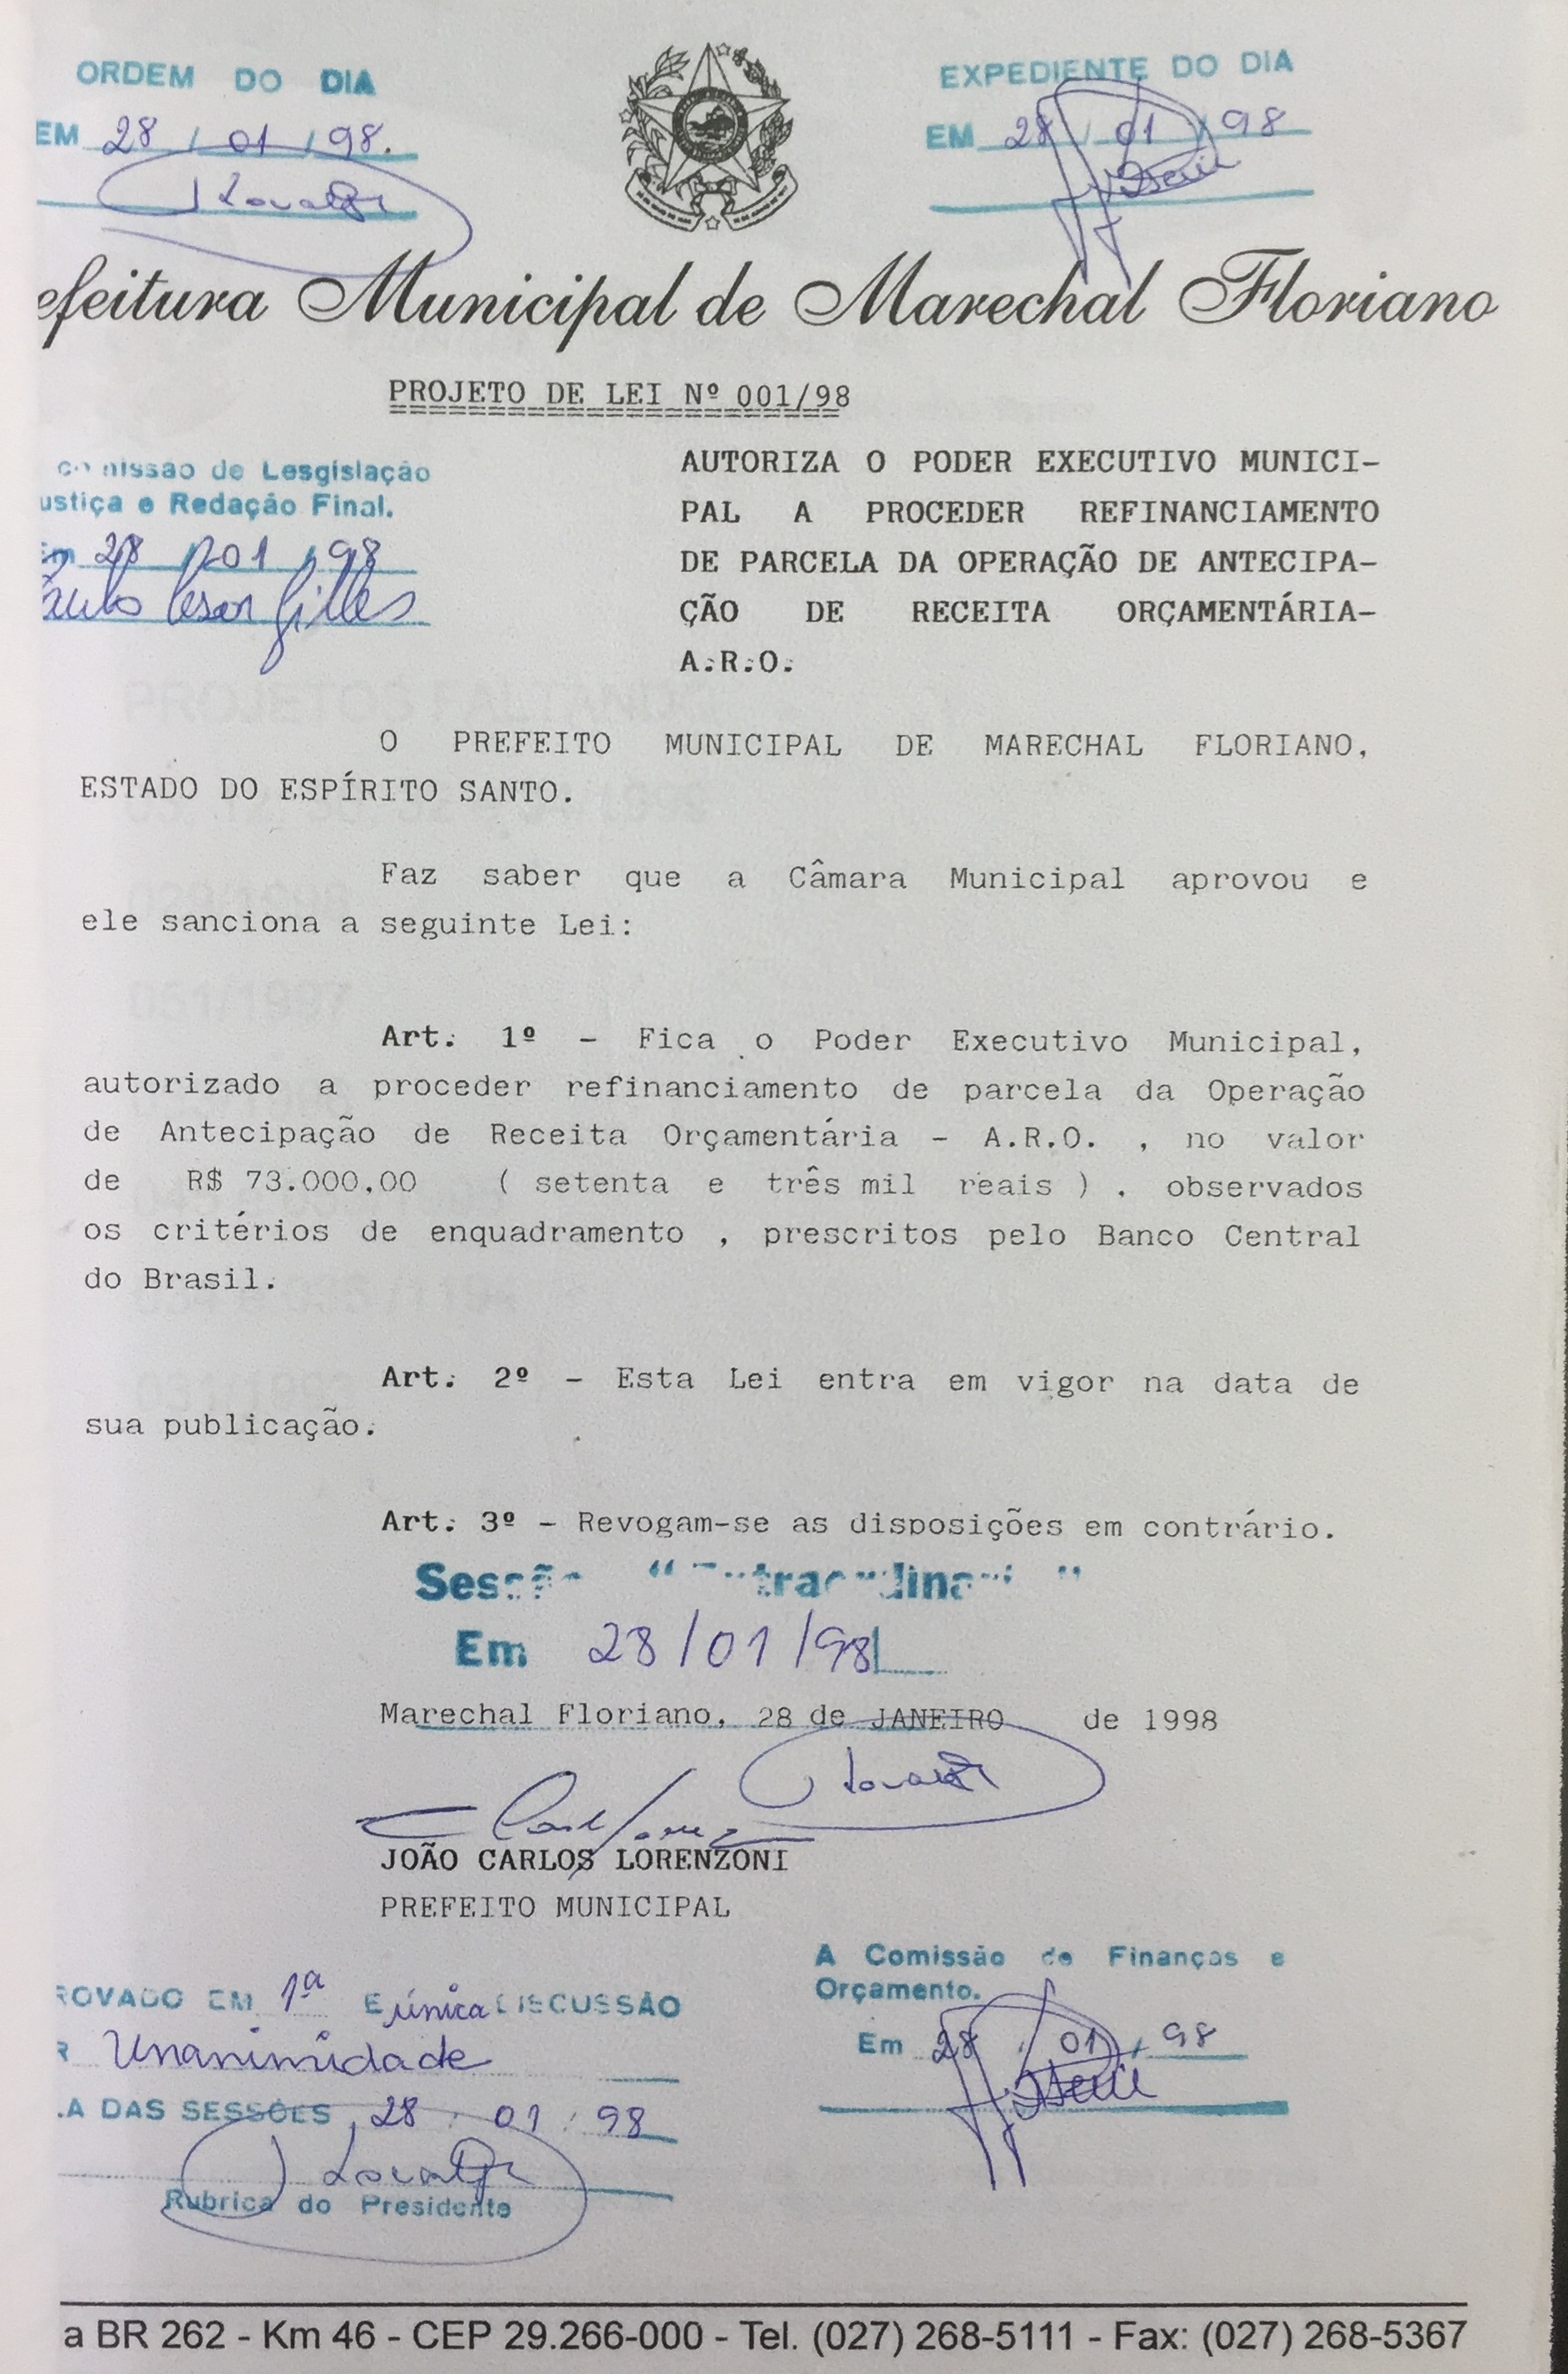 ORDEM DO DIA
EM 28 / 01 / 98.
EXPEDIENTE DO DIA
EM 28 / 01 / 98
efeitura Municipal de Marechal Floriano
PROJETO DE LEI Nº 001/98
missão de Lesgislação
ustiça e Redação Final.
Em 28 / 01 / 98
aulo Cesar Gilles
AUTORIZA O PODER EXECUTIVO MUNICI-
PAL A PROCEDER REFINANCIAMENTO
DE PARCELA DA OPERAÇÃO DE ANTECIPA-
ÇÃO DE RECEITA ORÇAMENTÁRIA-
A.R.O.
O PREFEITO MUNICIPAL DE MARECHAL FLORIANO,
ESTADO DO ESPÍRITO SANTO.
Faz saber que a Câmara Municipal aprovou e
ele sanciona a seguinte Lei:
Art. 1º - Fica o Poder Executivo Municipal,
autorizado a proceder refinanciamento de parcela da Operação
de Antecipação de Receita Orçamentária - A.R.O. , no valor
de R$ 73.000,00 ( setenta e três mil reais ) , observados
os critérios de enquadramento , prescritos pelo Banco Central
do Brasil.
Art. 2º - Esta Lei entra em vigor na data de
sua publicação.
Art. 3º - Revogam-se as disposições em contrário.
Sessão "Extraordinaria"
Em 28/01/98
Marechal Floriano, 28 de JANEIRO de 1998
JOÃO CARLOS LORENZONI
PREFEITO MUNICIPAL
A Comissão de Finanças e
Orçamento.
Em 28 / 01 / 98
ROVADO EM 1ª E única DISCUSSÃO
R Unanimidade
LA DAS SESSÕES, 28 / 01 / 98
Rubrica do Presidente
a BR 262 - Km 46 - CEP 29.266-000 - Tel. (027) 268-5111 - Fax: (027) 268-5367